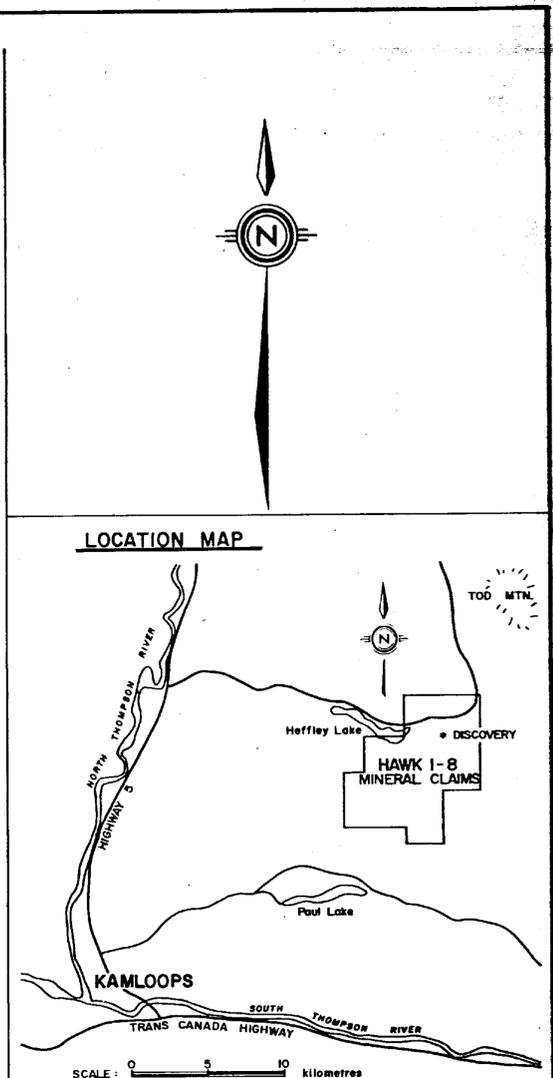 N
LOCATION MAP
TOD MTN.
N
NORTH THOMPSON RIVER
Heffley Lake
* DISCOVERY
HAWK 1-8
MINERAL CLAIMS
HIGHWAY 5
Paul Lake
KAMLOOPS
SOUTH THOMPSON RIVER
TRANS CANADA HIGHWAY
0 5 10
SCALE : kilometres